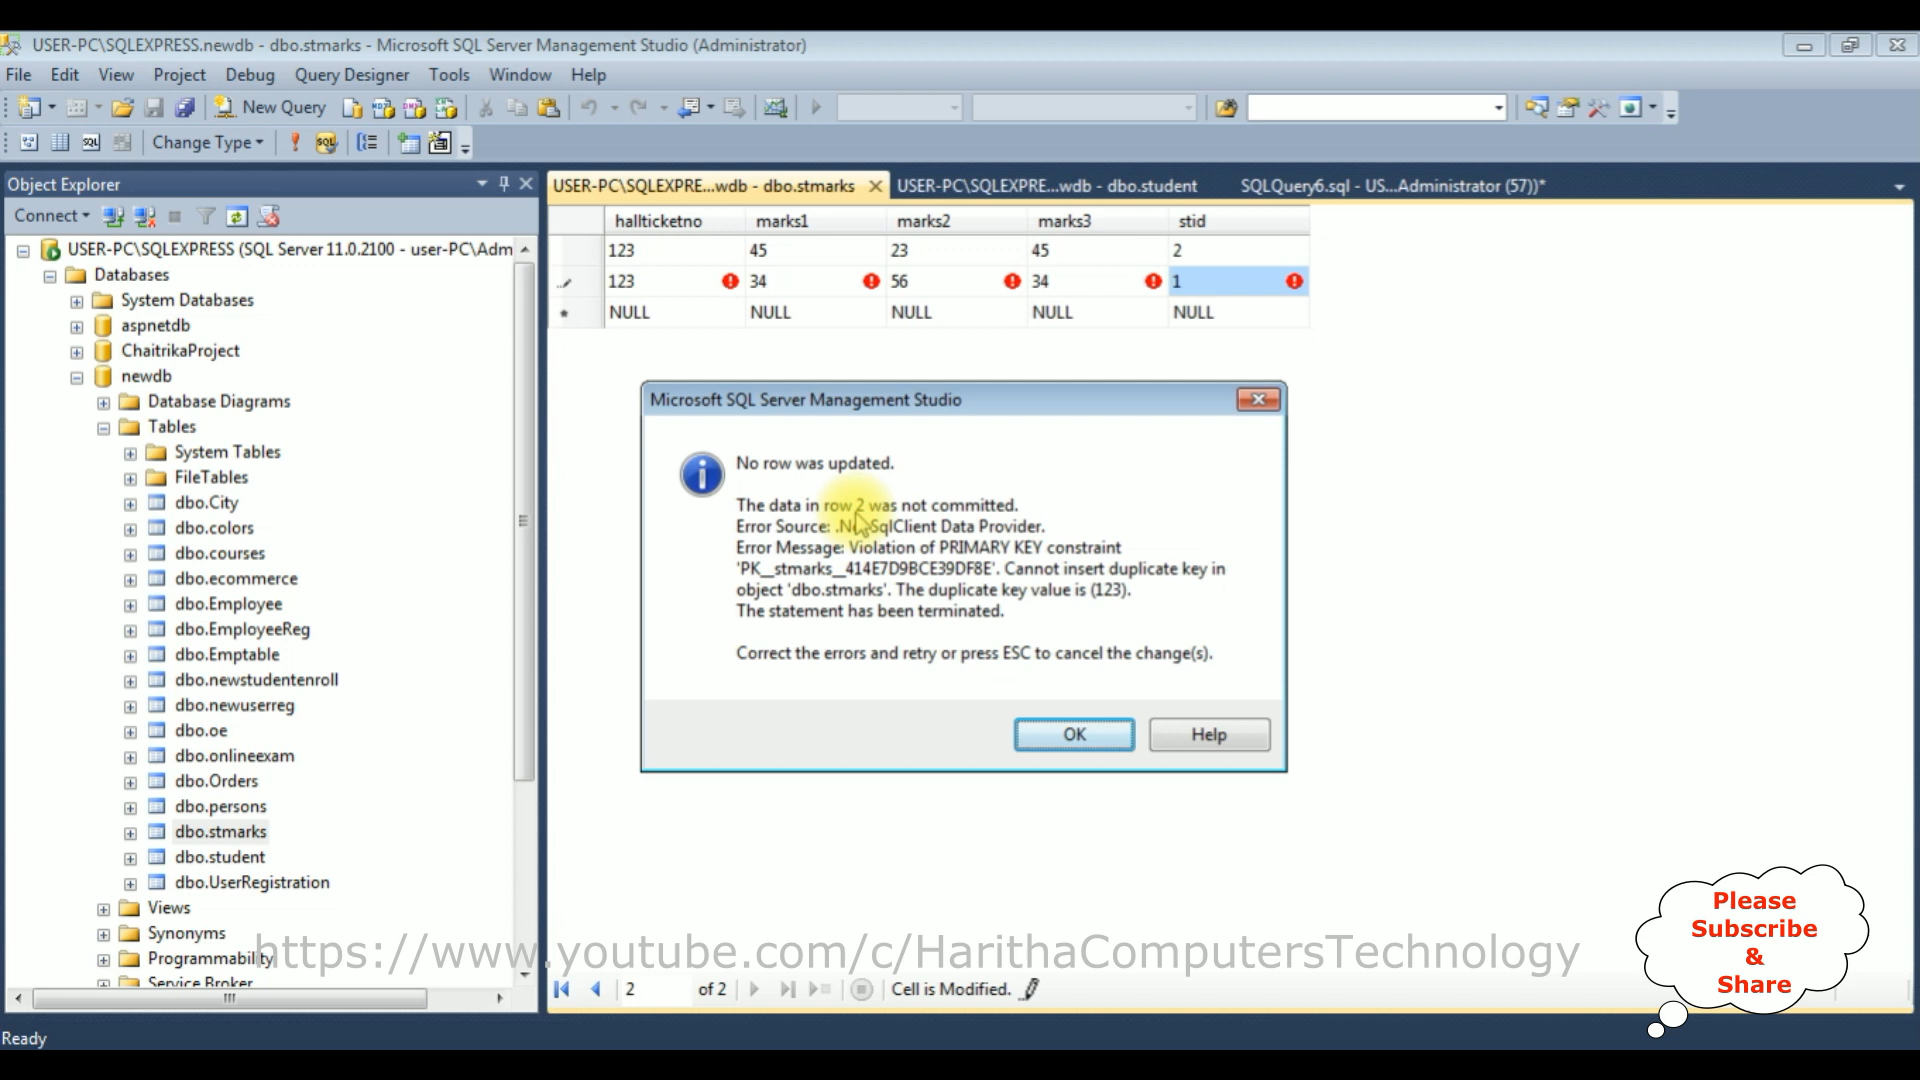 USER-PC\SQLEXPRESS.newdb - dbo.stmarks - Microsoft SQL Server Management Studio (Administrator)
File Edit View Project Debug Query Designer Tools Window Help
New Query
Change Type
Object Explorer
Connect
USER-PC\SQLEXPRESS (SQL Server 11.0.2100 - user-PC\Adm
Databases
System Databases
aspnetdb
ChaitrikaProject
newdb
Database Diagrams
Tables
System Tables
FileTables
dbo.City
dbo.colors
dbo.courses
dbo.ecommerce
dbo.Employee
dbo.EmployeeReg
dbo.Emptable
dbo.newstudentenroll
dbo.newuserreg
dbo.oe
dbo.onlineexam
dbo.Orders
dbo.persons
dbo.stmarks
dbo.student
dbo.UserRegistration
Views
Synonyms
Programmability
Service Broker
USER-PC\SQLEXPRE...wdb - dbo.stmarks USER-PC\SQLEXPRE...wdb - dbo.student SQLQuery6.sql - US...Administrator (57))*
hallticketno marks1 marks2 marks3 stid
123 45 23 45 2
123 34 56 34 1
NULL NULL NULL NULL NULL
Microsoft SQL Server Management Studio
No row was updated.
The data in row 2 was not committed.
Error Source: SqlClient Data Provider.
Error Message: Violation of PRIMARY KEY constraint
'PK__stmarks__414E7D9BCE39DF8E'. Cannot insert duplicate key in
object 'dbo.stmarks'. The duplicate key value is (123).
The statement has been terminated.
Correct the errors and retry or press ESC to cancel the change(s).
OK Help
https://www.youtube.com/c/HarithaComputersTechnology
2 of 2 Cell is Modified.
Please
Subscribe
&
Share
Ready